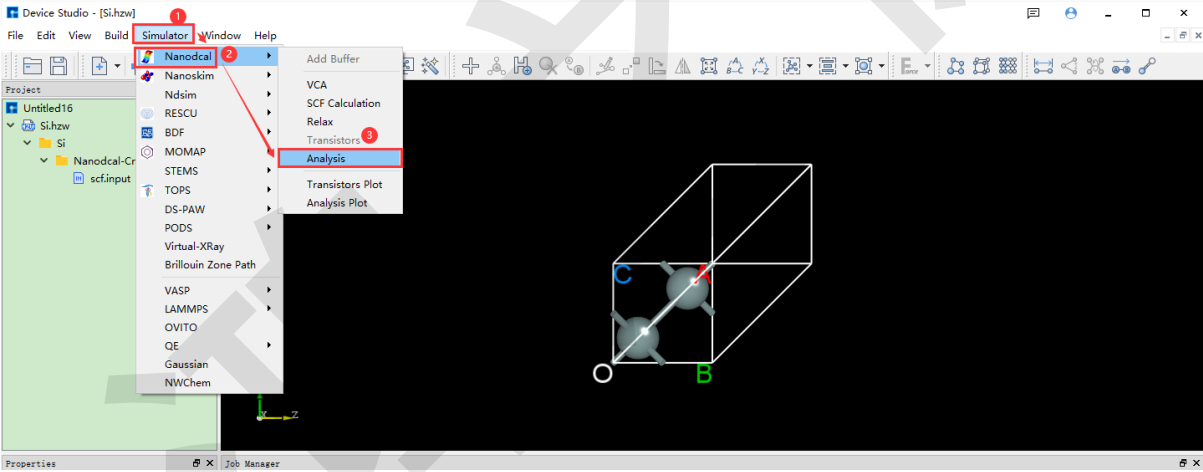 Device Studio - [Si.hzw]
1
File Edit View Build Simulator Window Help
Project
Untitled16
Si.hzw
Si
Nanodcal-Cr
scf.input
Nanodcal 2
Nanoskim
Ndsim
RESCU
BDF
MOMAP
STEMS
TOPS
DS-PAW
PODS
Virtual-XRay
Brillouin Zone Path
VASP
LAMMPS
OVITO
QE
Gaussian
NWChem
Add Buffer
VCA
SCF Calculation
Relax
Transistors 3
Analysis
Transistors Plot
Analysis Plot
C A
O B
Z
Properties
Job Manager